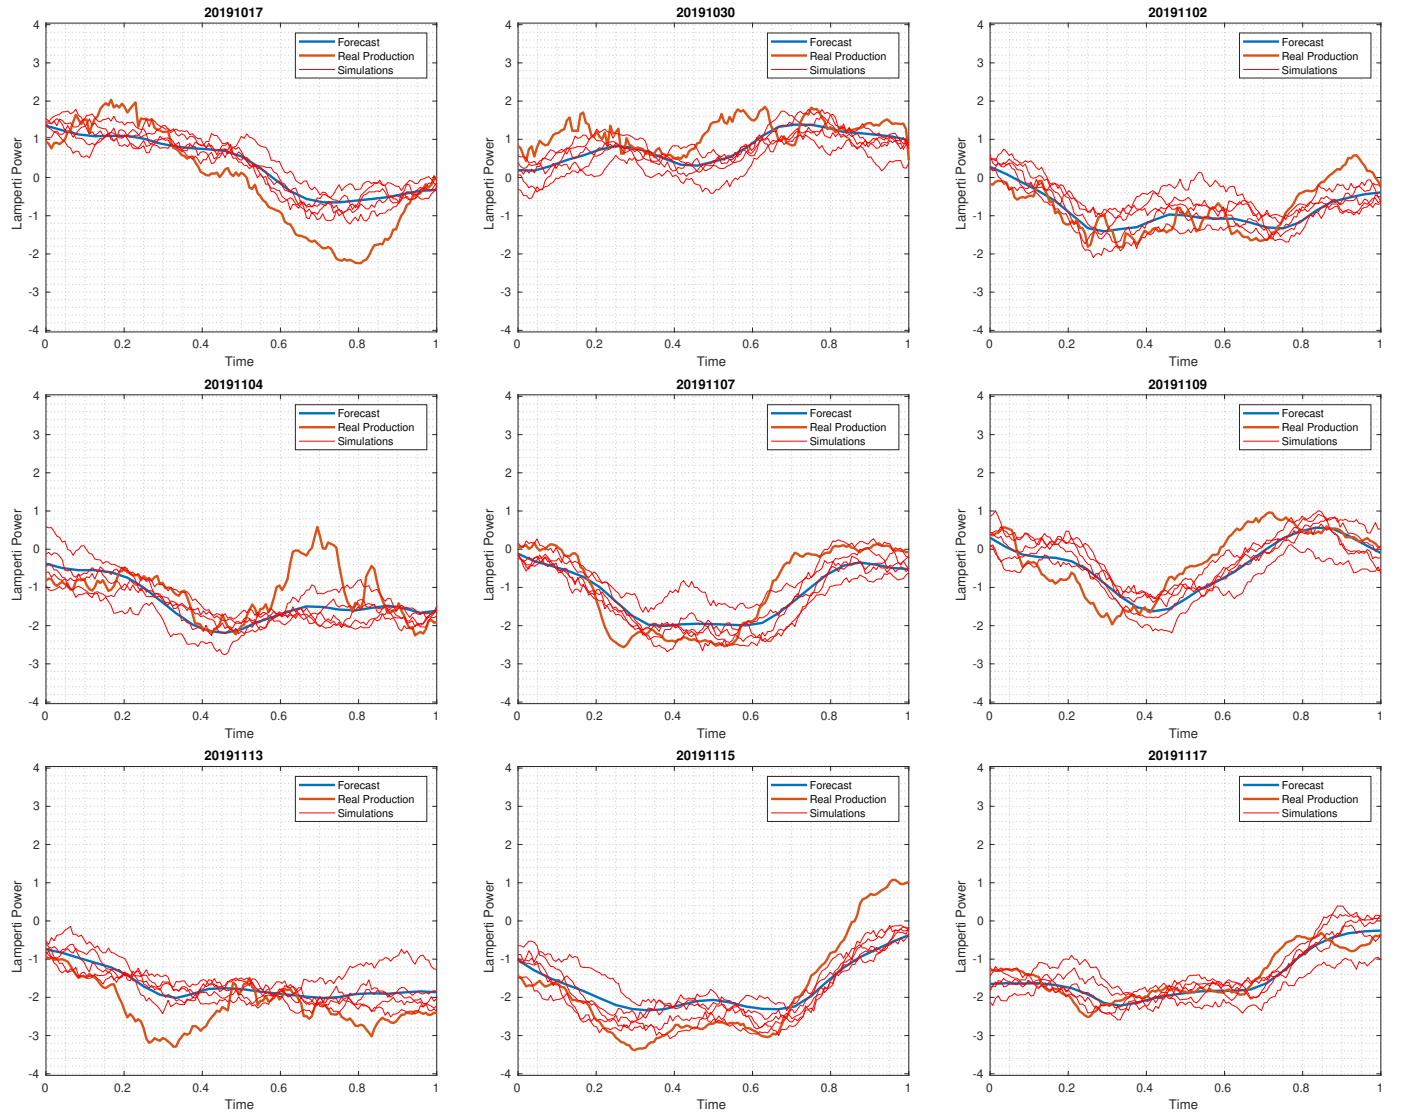 20191017
4
3
2
1
0
-1
-2
-3
-4
Lamperti Power
Forecast
Real Production
Simulations
0 0.2 0.4 0.6 0.8 1
Time
20191030
4
3
2
1
0
-1
-2
-3
-4
Lamperti Power
Forecast
Real Production
Simulations
0 0.2 0.4 0.6 0.8 1
Time
20191102
4
3
2
1
0
-1
-2
-3
-4
Lamperti Power
Forecast
Real Production
Simulations
0 0.2 0.4 0.6 0.8 1
Time
20191104
4
3
2
1
0
-1
-2
-3
-4
Lamperti Power
Forecast
Real Production
Simulations
0 0.2 0.4 0.6 0.8 1
Time
20191107
4
3
2
1
0
-1
-2
-3
-4
Lamperti Power
Forecast
Real Production
Simulations
0 0.2 0.4 0.6 0.8 1
Time
20191109
4
3
2
1
0
-1
-2
-3
-4
Lamperti Power
Forecast
Real Production
Simulations
0 0.2 0.4 0.6 0.8 1
Time
20191113
4
3
2
1
0
-1
-2
-3
-4
Lamperti Power
Forecast
Real Production
Simulations
0 0.2 0.4 0.6 0.8 1
Time
20191115
4
3
2
1
0
-1
-2
-3
-4
Lamperti Power
Forecast
Real Production
Simulations
0 0.2 0.4 0.6 0.8 1
Time
20191117
4
3
2
1
0
-1
-2
-3
-4
Lamperti Power
Forecast
Real Production
Simulations
0 0.2 0.4 0.6 0.8 1
Time